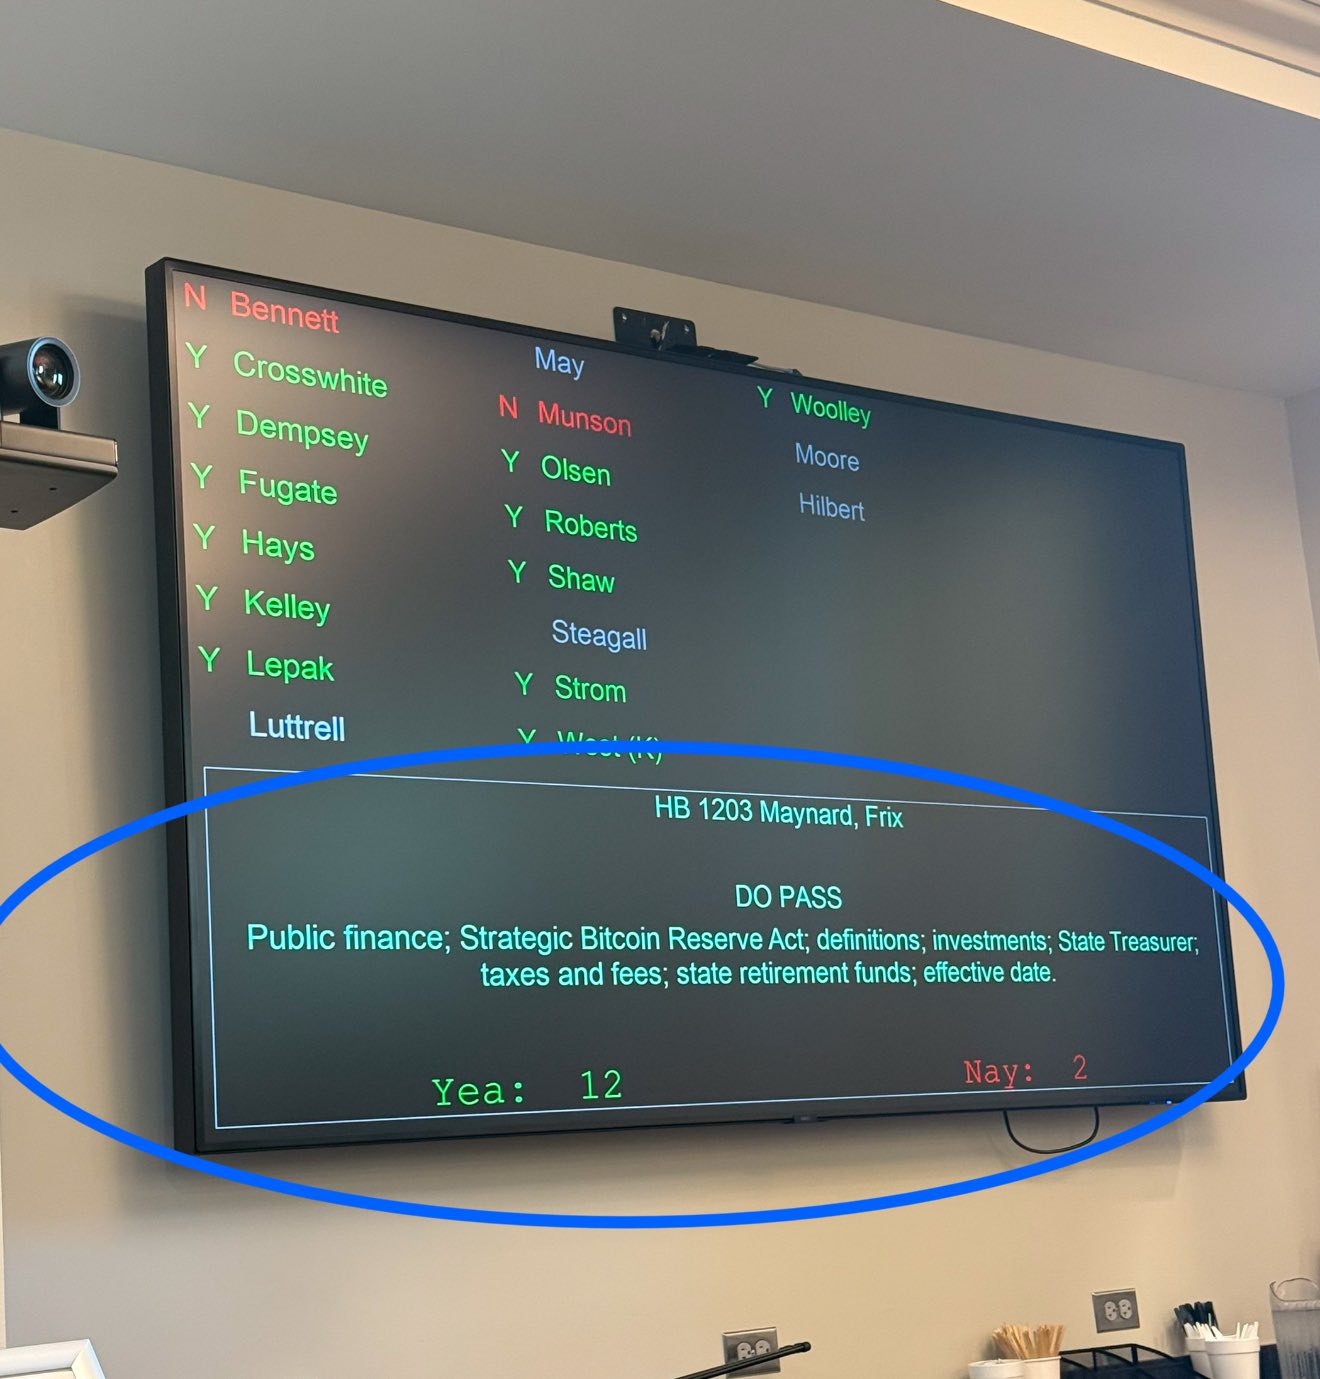 N Bennett
Y Crosswhite
Y Dempsey
Y Fugate
Y Hays
Y Kelley
Y Lepak
Luttrell
May
N Munson
Y Olsen
Y Roberts
Y Shaw
Steagall
Y Strom
Y West (K)
Y Woolley
Moore
Hilbert
HB 1203 Maynard, Frix
DO PASS
Public finance; Strategic Bitcoin Reserve Act; definitions; investments; State Treasurer;
taxes and fees; state retirement funds; effective date.
Yea: 12 Nay: 2